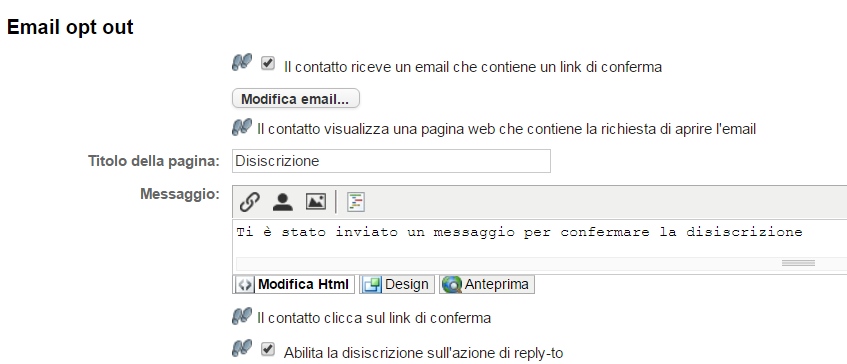 Email opt out
Il contatto riceve un email che contiene un link di conferma
Modifica email...
Il contatto visualizza una pagina web che contiene la richiesta di aprire l'email
Titolo della pagina: Disiscrizione
Messaggio:
Ti è stato inviato un messaggio per confermare la disiscrizione
Modifica Html Design Anteprima
Il contatto clicca sul link di conferma
Abilita la disiscrizione sull'azione di reply-to